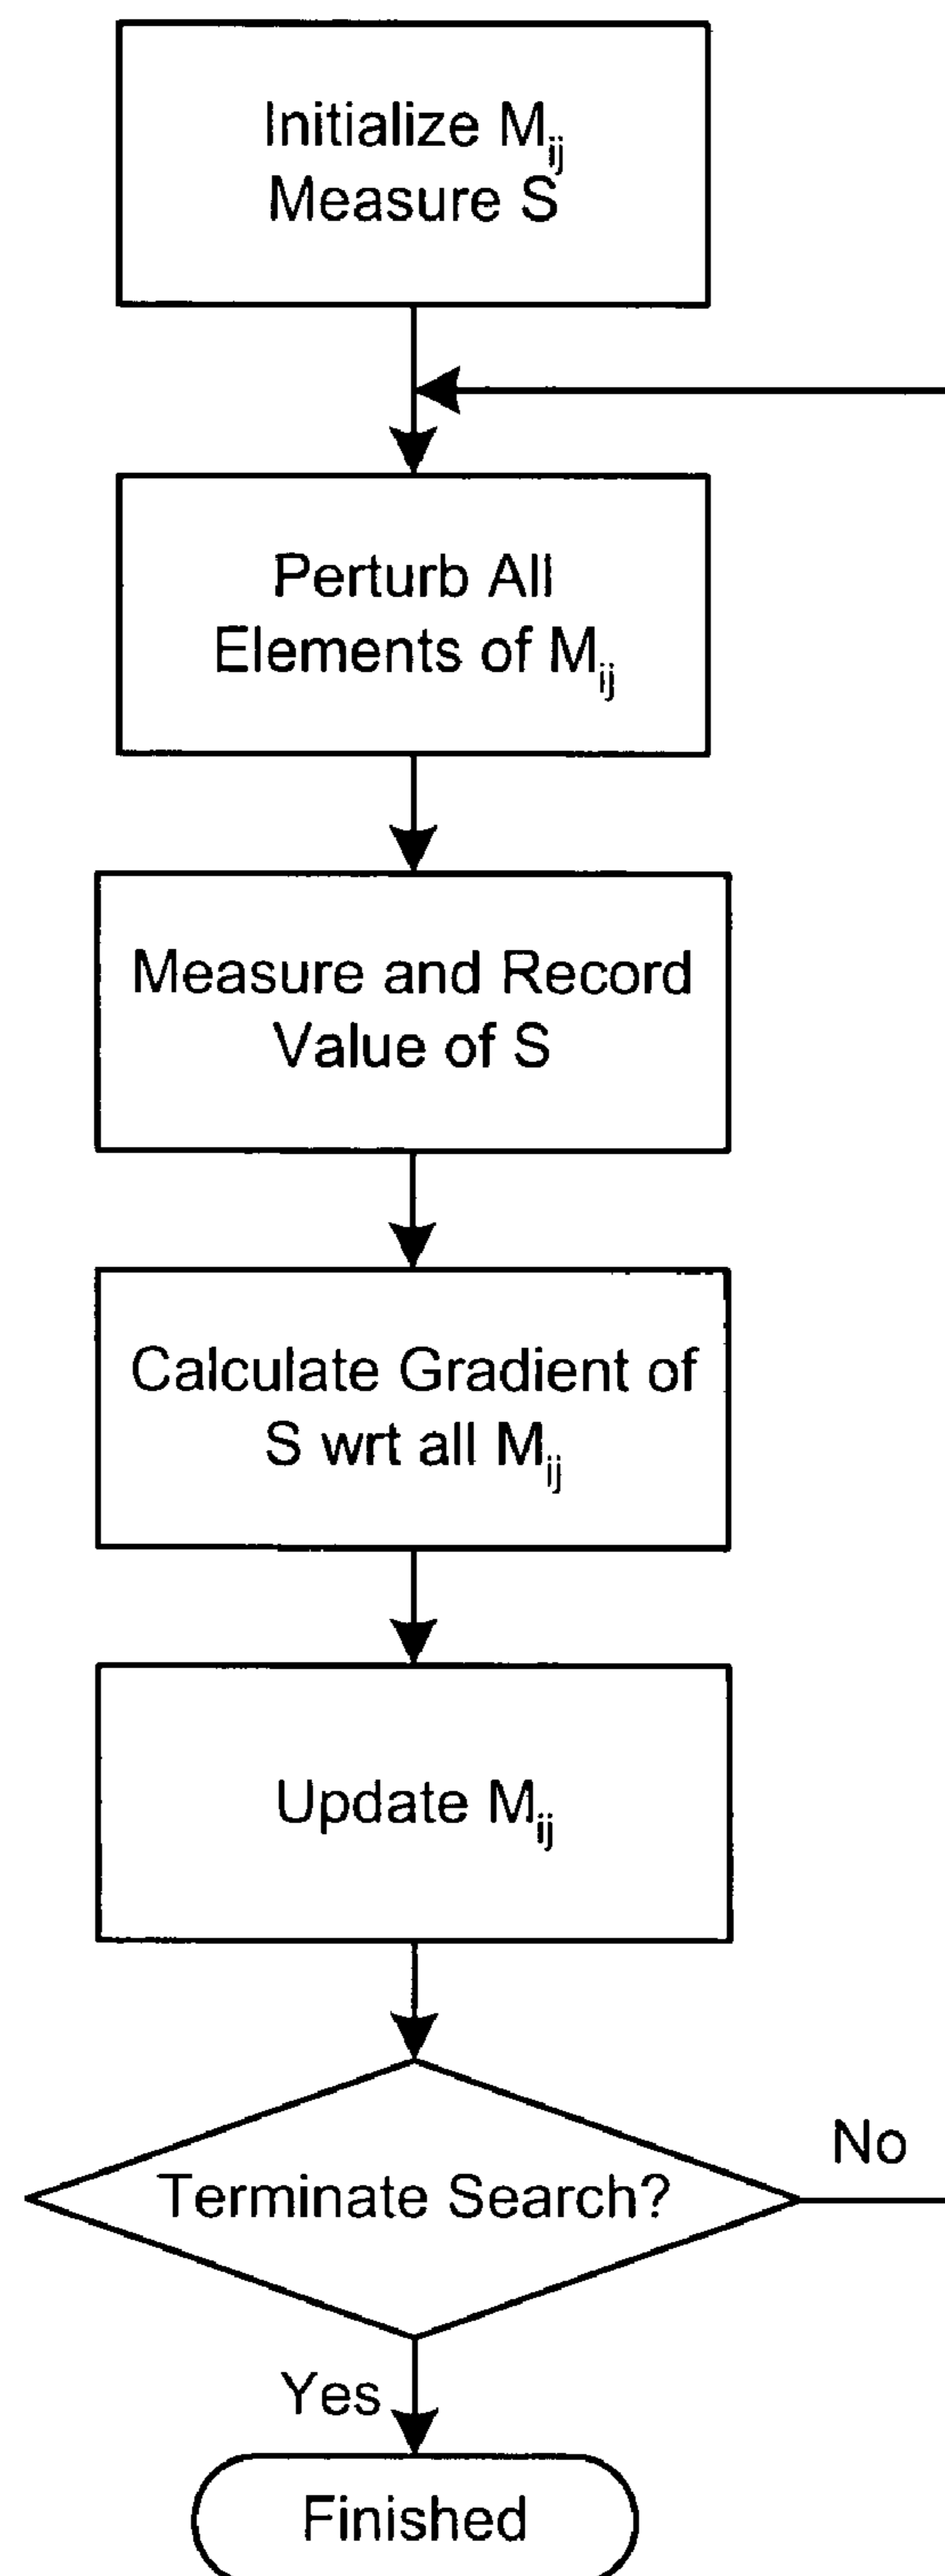 Initialize M_ij
Measure S
Perturb All
Elements of M_ij
Measure and Record
Value of S
Calculate Gradient of
S wrt all M_ij
Update M_ij
Terminate Search?
No
Yes
Finished